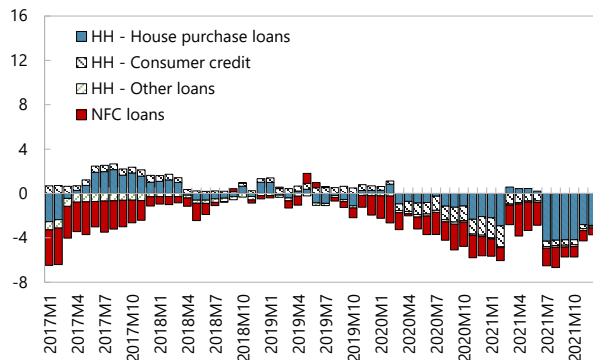 16
12
8
4
0
-4
-8
HH - House purchase loans
HH - Consumer credit
HH - Other loans
NFC loans
2017M1
2017M4
2017M7
2017M10
2018M1
2018M4
2018M7
2018M10
2019M1
2019M4
2019M7
2019M10
2020M1
2020M4
2020M7
2020M10
2021M1
2021M4
2021M7
2021M10